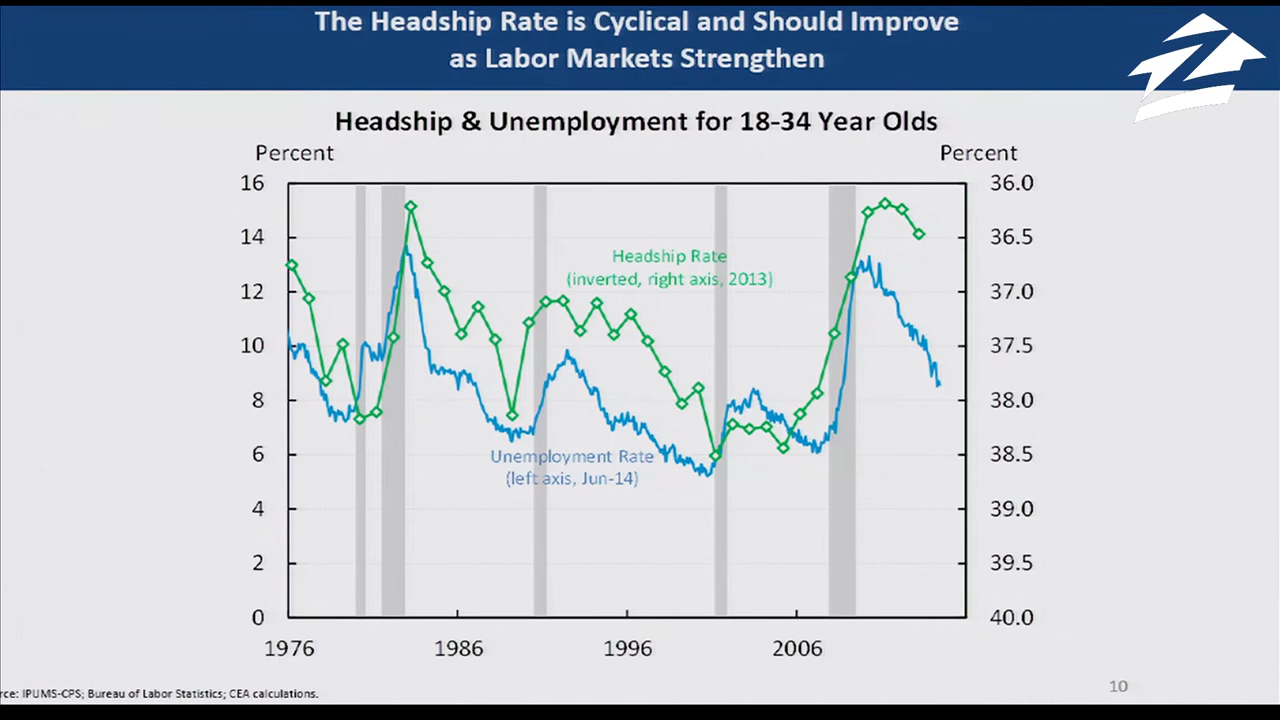 The Headship Rate is Cyclical and Should Improve
as Labor Markets Strengthen
Headship & Unemployment for 18-34 Year Olds
Percent Percent
16 36.0
14 36.5
Headship Rate
(inverted, right axis, 2013)
12 37.0
10 37.5
8 38.0
6 38.5
Unemployment Rate
(left axis, Jun-14)
4 39.0
2 39.5
0 40.0
1976 1986 1996 2006
rce: IPUMS-CPS; Bureau of Labor Statistics; CEA calculations.
10